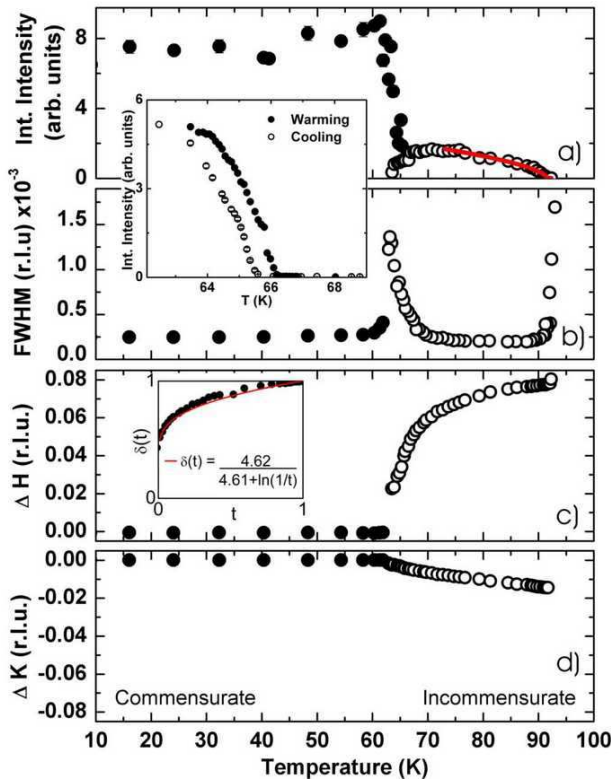 Int. Intensity
(arb. units)
8
4
0
a)
Int. Intensity (arb. units)
6
3
0
Warming
Cooling
64 66 68
T (K)
FWHM (r.l.u) x10⁻³
1.5
1.0
0.5
0.0
b)
Δ H (r.l.u.)
0.08
0.06
0.04
0.02
0.00
c)
δ(t)
1
0
δ(t) = 4.62
4.61+ln(1/t)
0 t 1
Δ K (r.l.u.)
0.00
-0.02
-0.04
-0.06
-0.08
d)
Commensurate Incommensurate
10 20 30 40 50 60 70 80 90 100
Temperature (K)